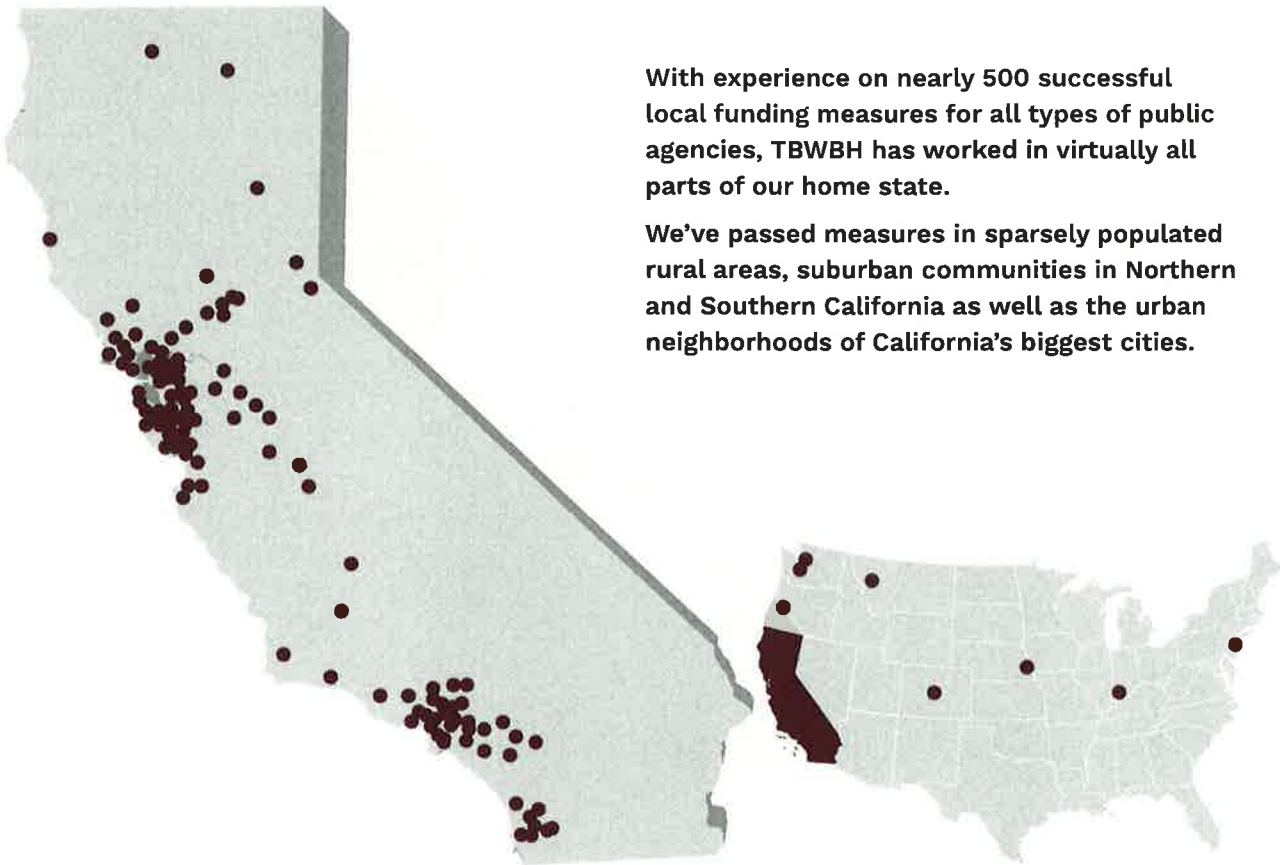 With experience on nearly 500 successful
local funding measures for all types of public
agencies, TBWBH has worked in virtually all
parts of our home state.
We’ve passed measures in sparsely populated
rural areas, suburban communities in Northern
and Southern California as well as the urban
neighborhoods of California’s biggest cities.